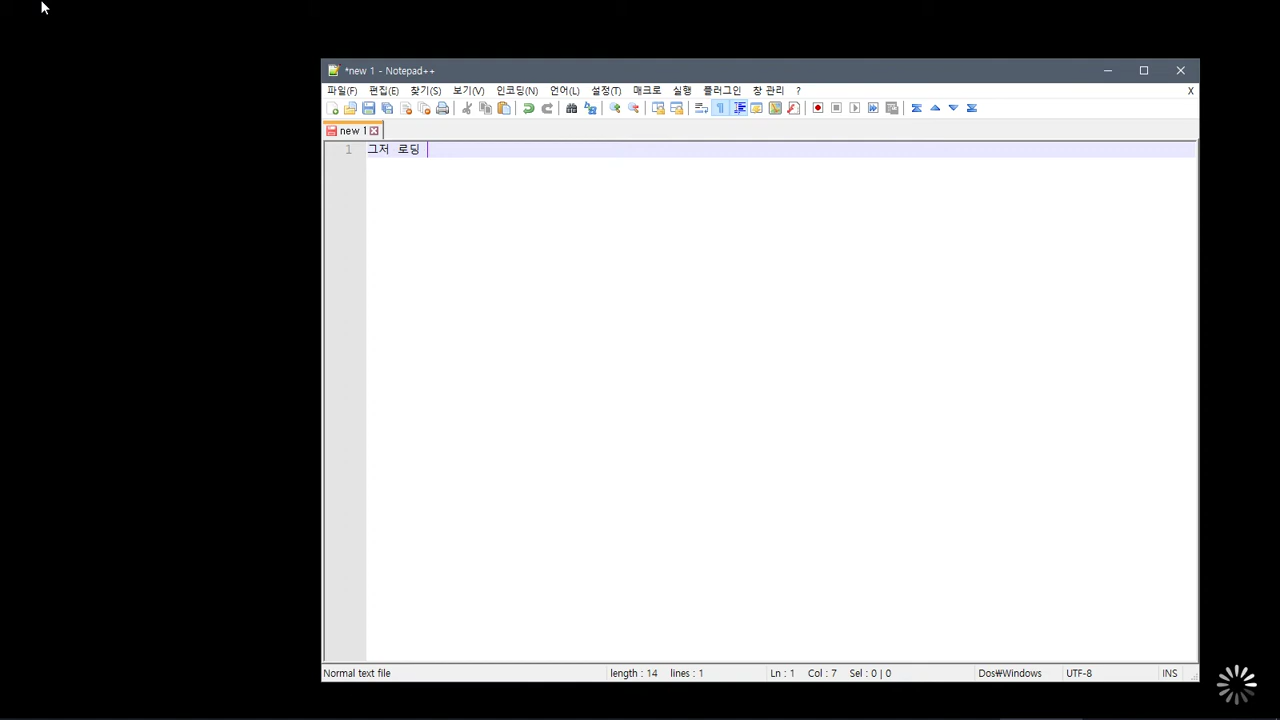 *new 1 - Notepad++
파일(F) 편집(E) 찾기(S) 보기(V) 인코딩(N) 언어(L) 설정(T) 매크로 실행 플러그인 창 관리 ? X
new 1
1 그저 로딩
Normal text file length : 14 lines : 1 Ln : 1 Col : 7 Sel : 0 | 0 Dos₩Windows UTF-8 INS